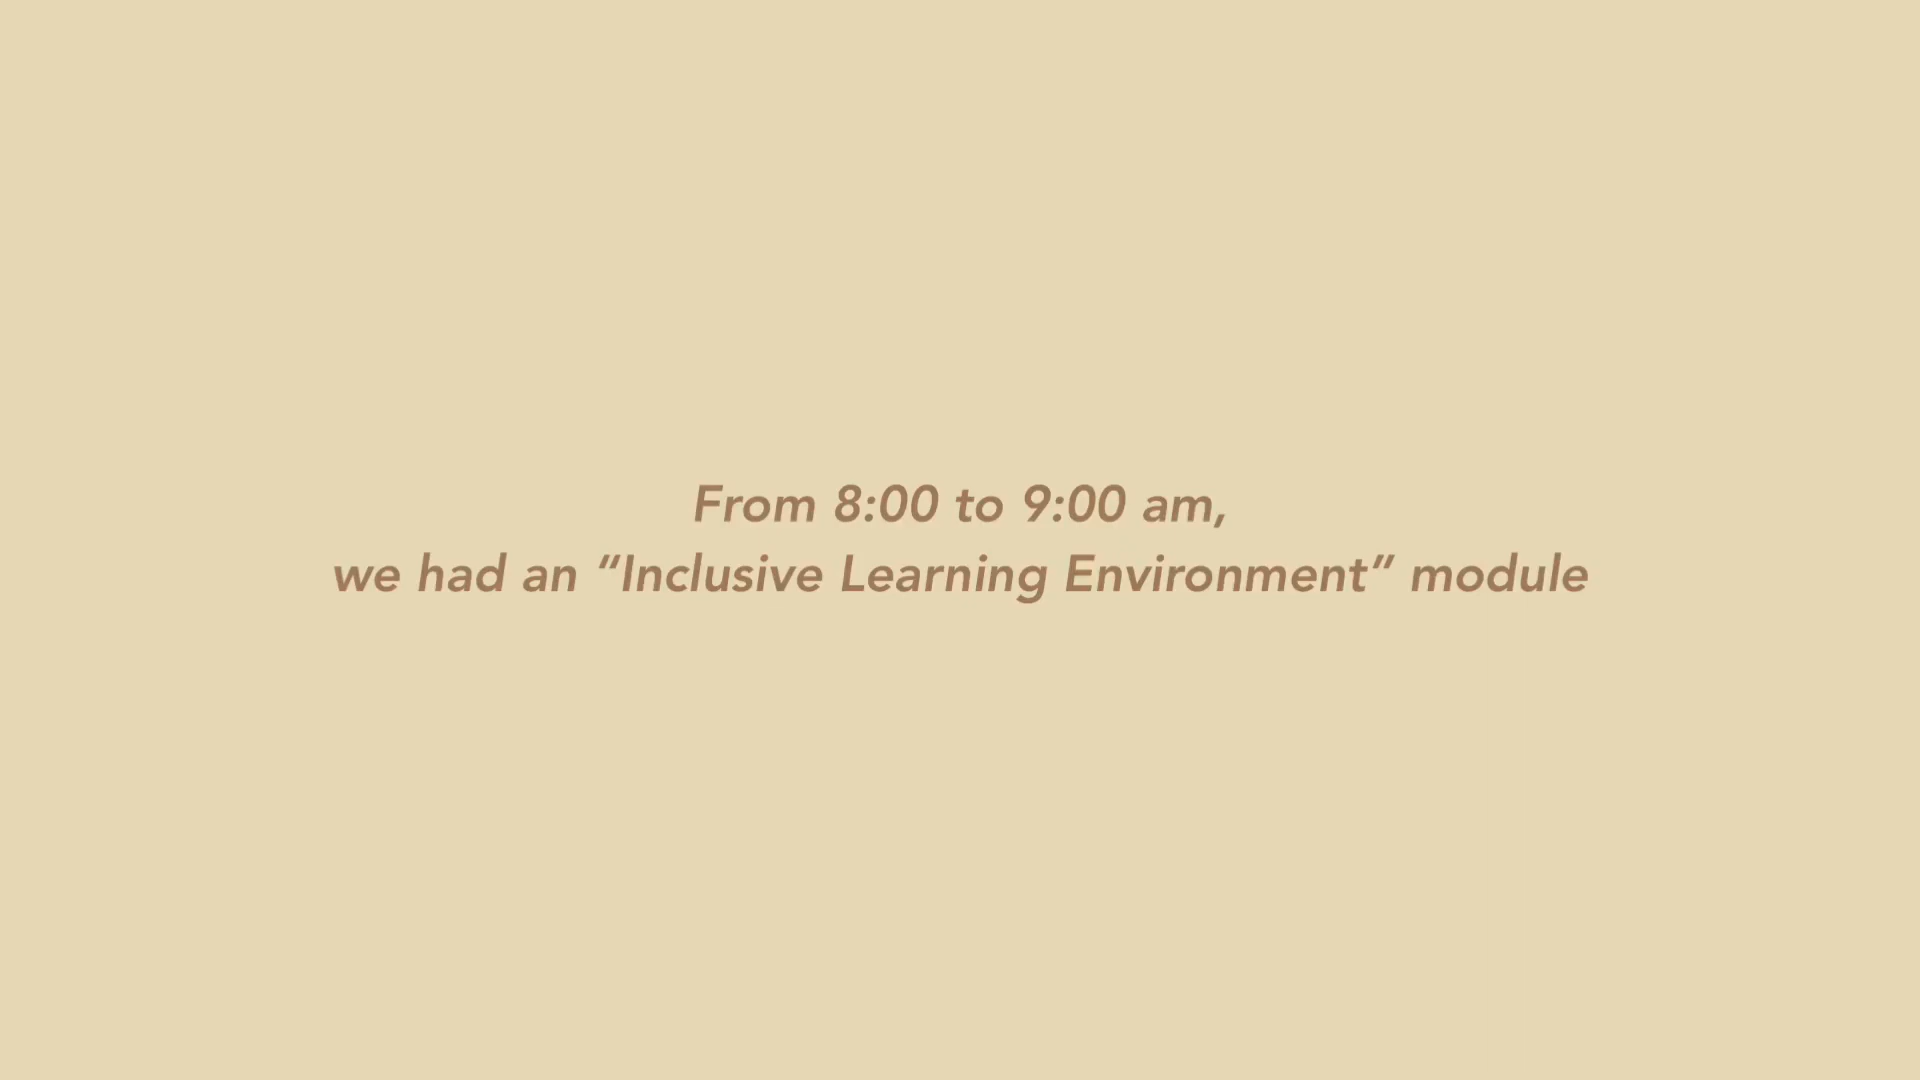 From 8:00 to 9:00 am,
we had an “Inclusive Learning Environment” module